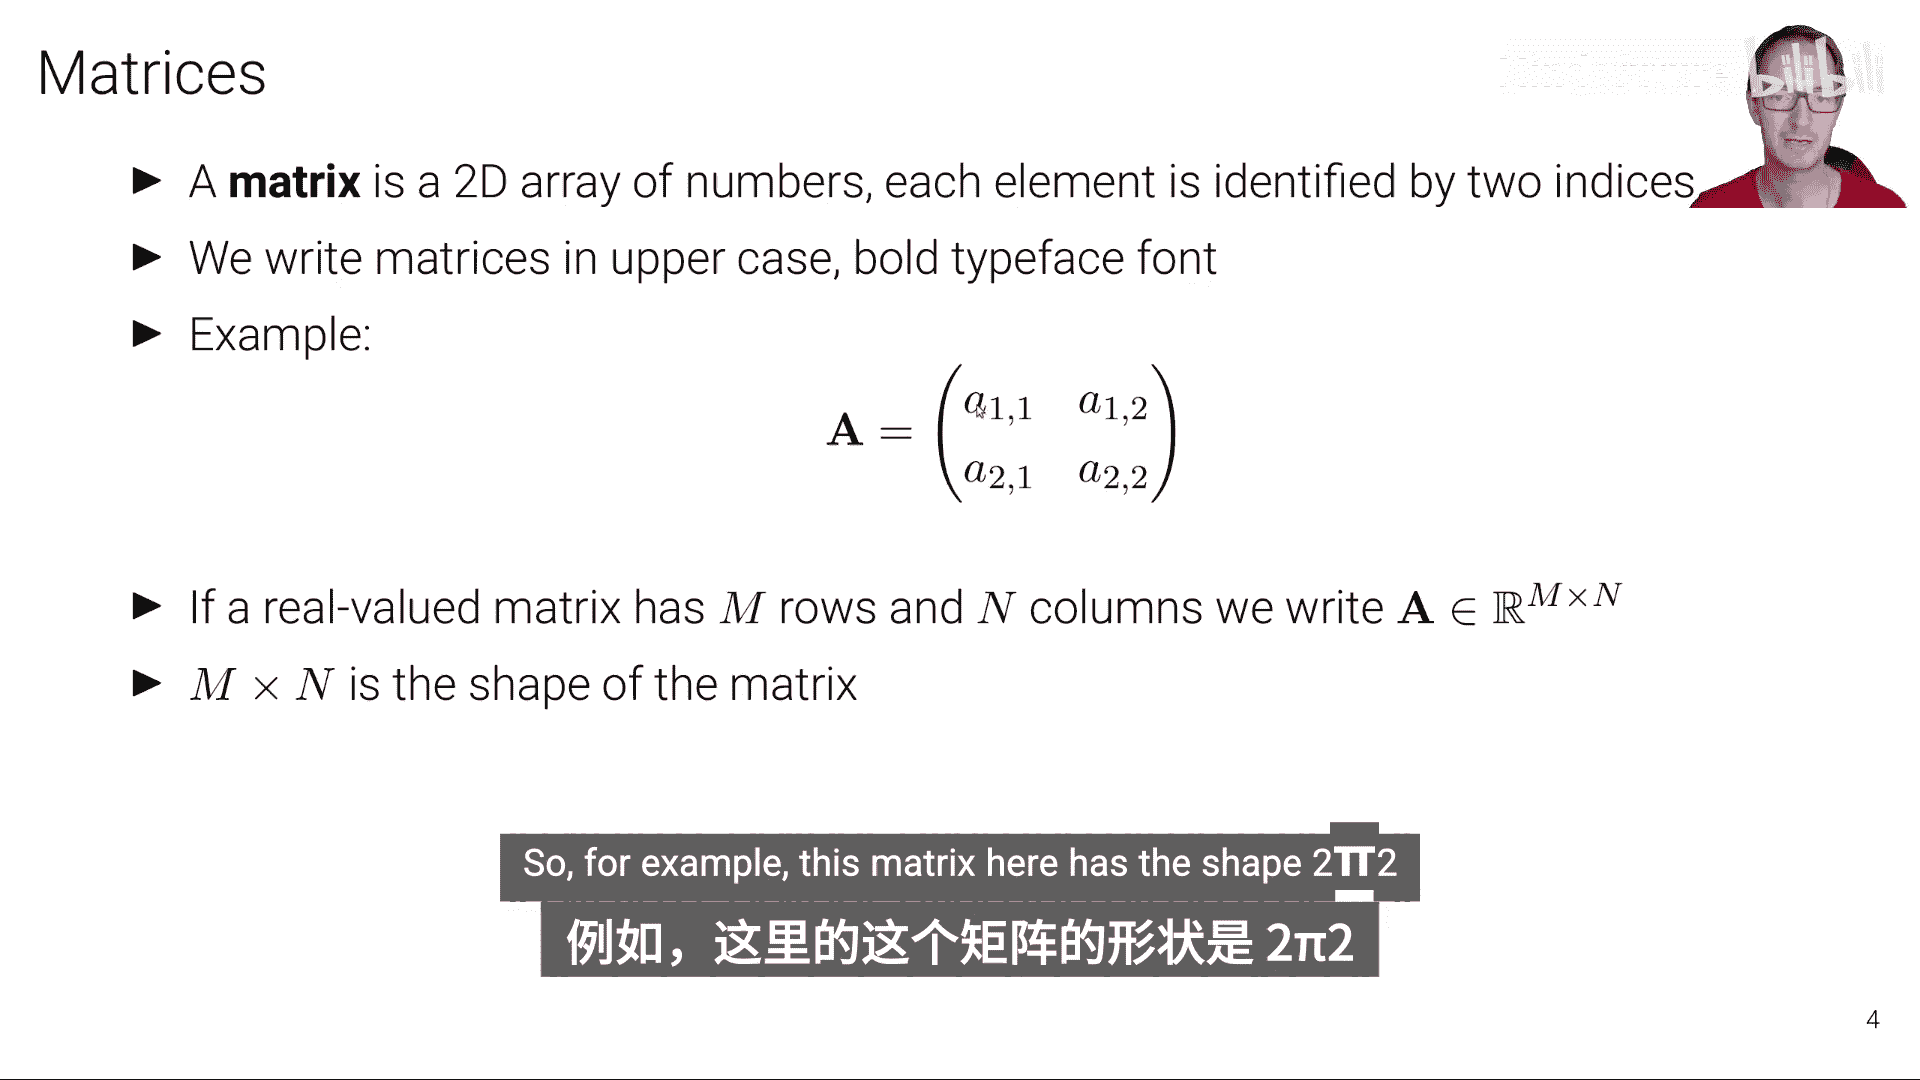 Matrices
bilibili
A matrix is a 2D array of numbers, each element is identified by two indices
We write matrices in upper case, bold typeface font
Example:
A = ( a1,1 a1,2
a2,1 a2,2 )
If a real-valued matrix has M rows and N columns we write A ∈ ℝ^{M×N}
M × N is the shape of the matrix
So, for example, this matrix here has the shape 2π2
例如，这里的这个矩阵的形状是 2π2
4